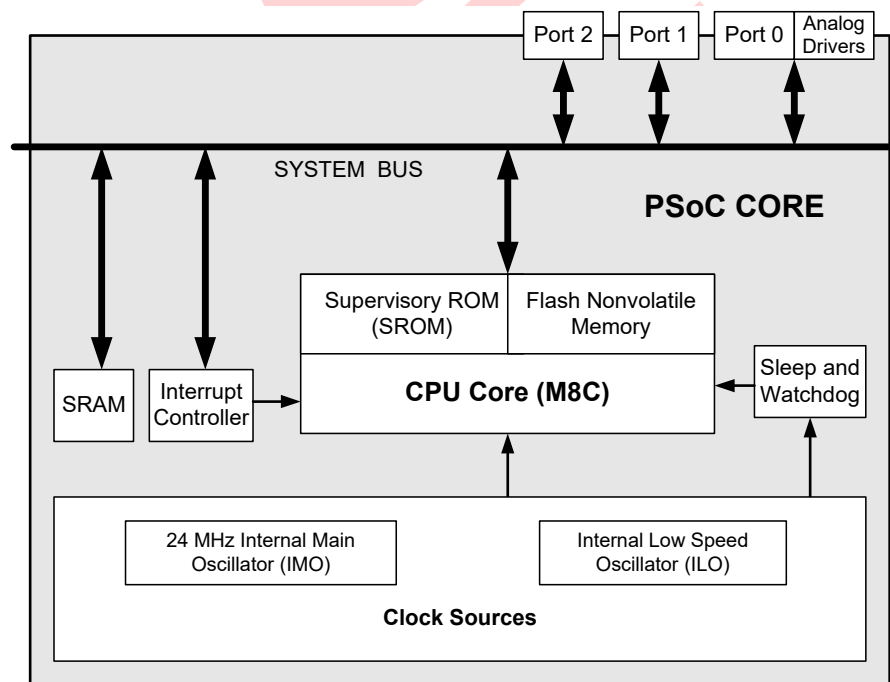 Port 2
Port 1
Port 0
Analog
Drivers
SYSTEM BUS
PSoC CORE
Supervisory ROM
(SROM)
Flash Nonvolatile
Memory
CPU Core (M8C)
SRAM
Interrupt
Controller
Sleep and
Watchdog
24 MHz Internal Main
Oscillator (IMO)
Internal Low Speed
Oscillator (ILO)
Clock Sources